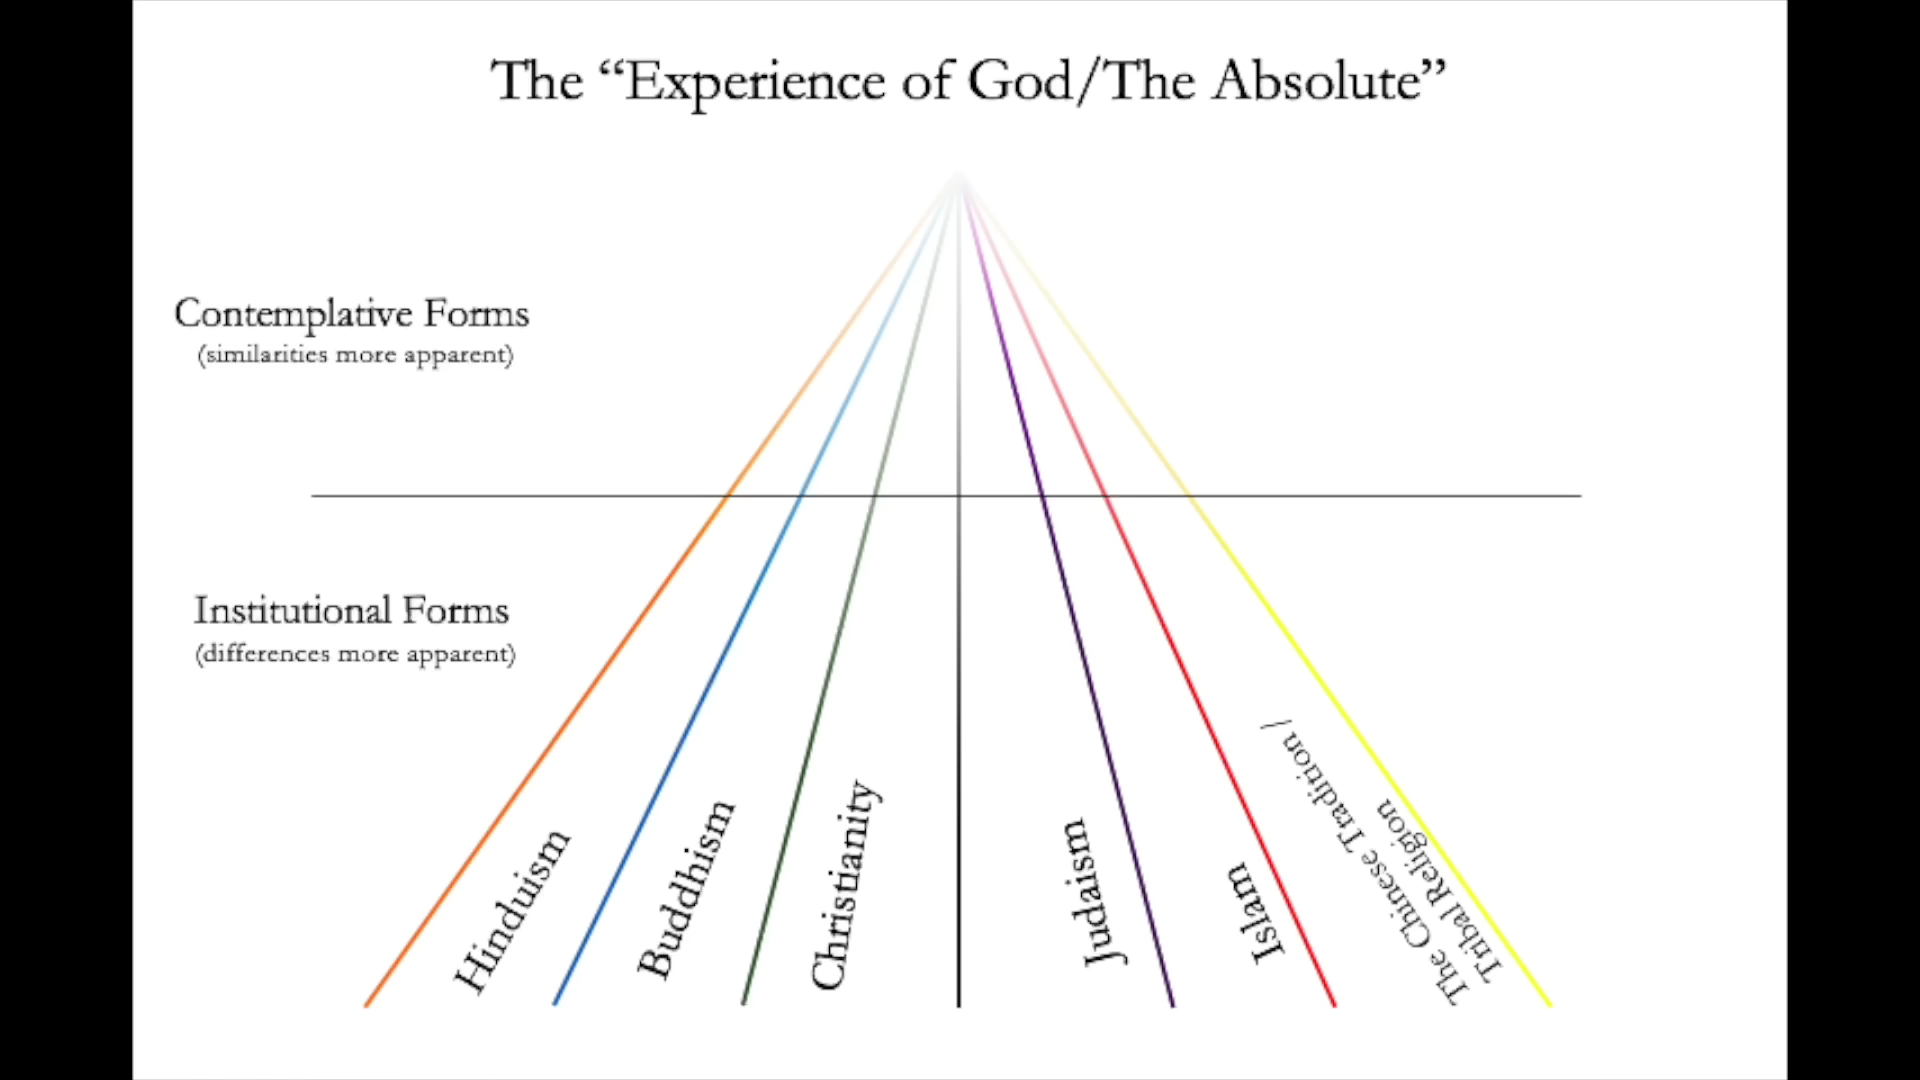 The “Experience of God/The Absolute”
Contemplative Forms
(similarities more apparent)
Institutional Forms
(differences more apparent)
Hinduism
Buddhism
Christianity
Judaism
Islam
The Chinese Tradition /
Tribal Religion